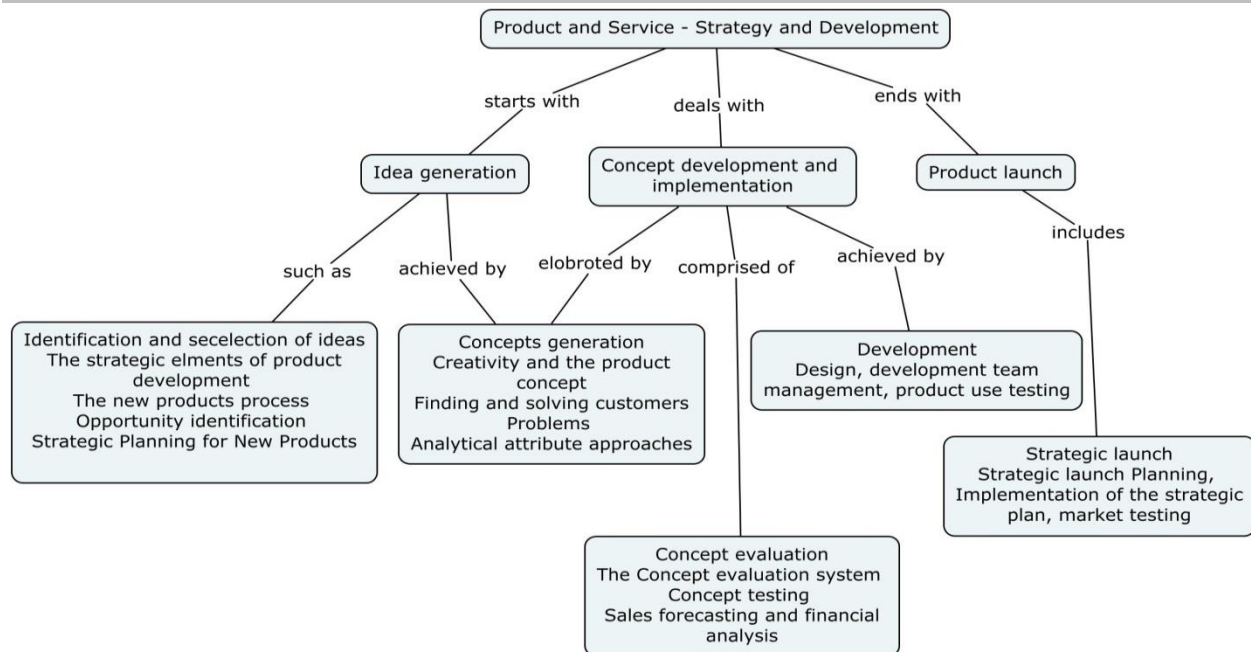 Product and Service - Strategy and Development
starts with
deals with
ends with
Idea generation
Concept development and
implementation
Product launch
such as
achieved by
elobroted by
comprised of
achieved by
includes
Identification and secelection of ideas
The strategic elments of product
development
The new products process
Opportunity identification
Strategic Planning for New Products
Concepts generation
Creativity and the product
concept
Finding and solving customers
Problems
Analytical attribute approaches
Development
Design, development team
management, product use testing
Strategic launch
Strategic launch Planning,
Implementation of the strategic
plan, market testing
Concept evaluation
The Concept evaluation system
Concept testing
Sales forecasting and financial
analysis